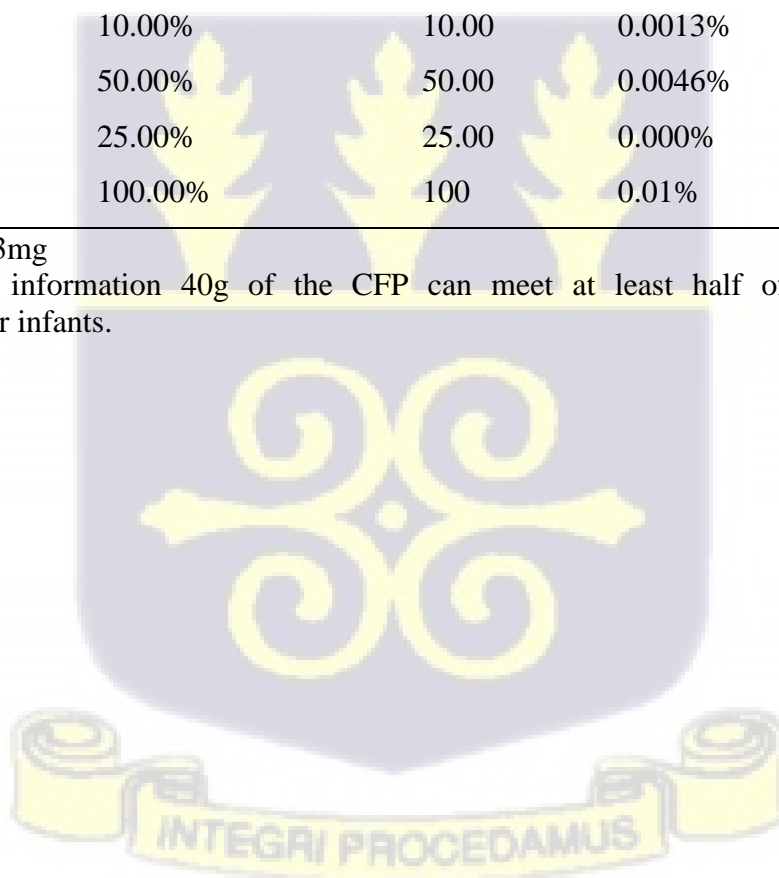 10.00% 10.00 0.0013%
50.00% 50.00 0.0046%
25.00% 25.00 0.000%
100.00% 100 0.01%
3mg
information 40g of the CFP can meet at least half of
r infants.
INTEGRI PROCEDAMUS